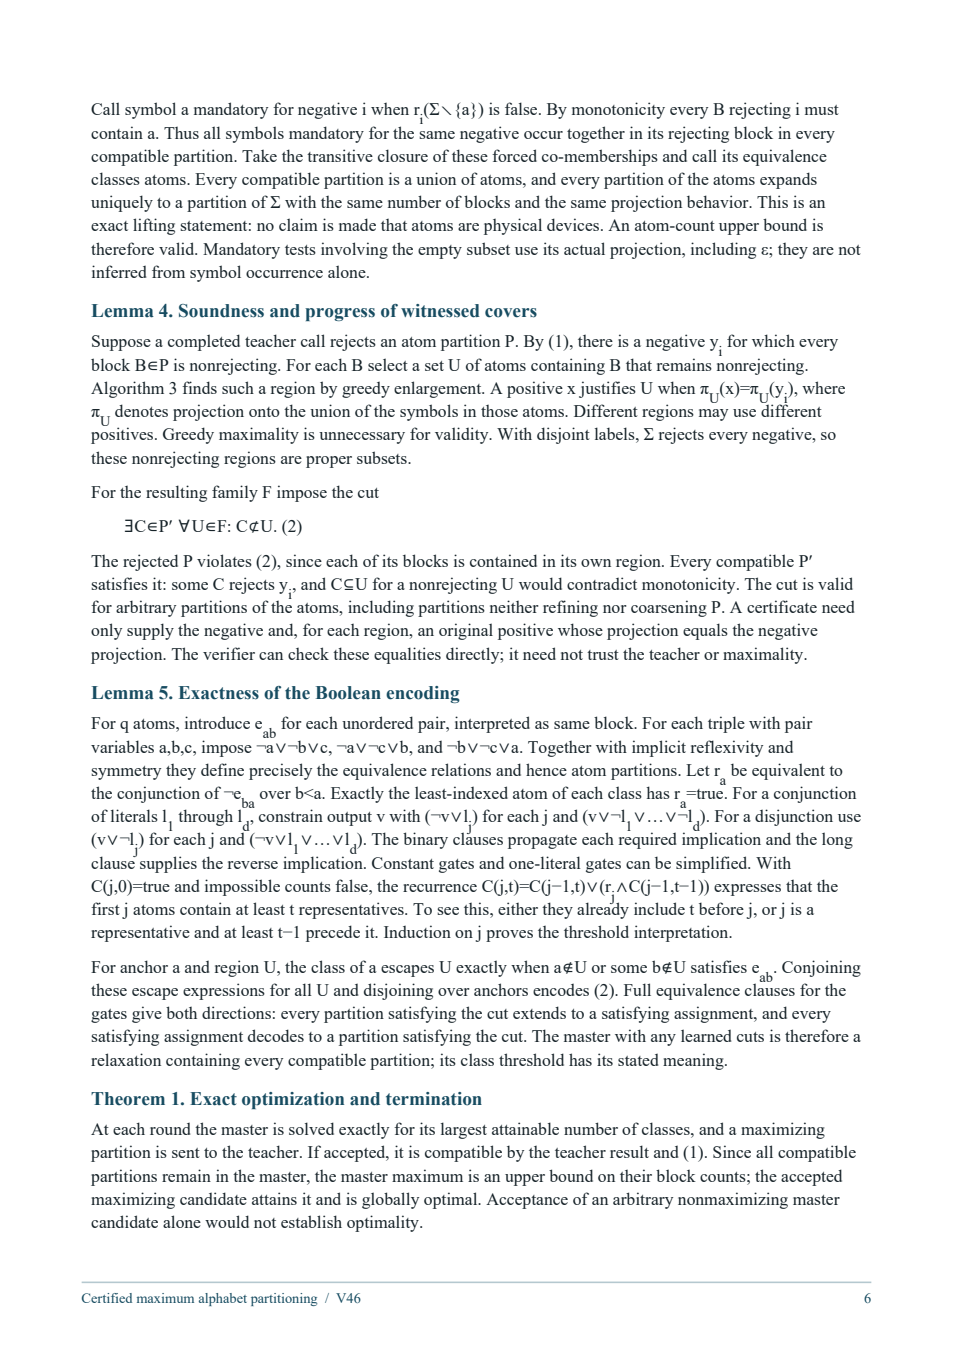 Call symbol a mandatory for negative i when r_i(Σ∖{a}) is false. By monotonicity every B rejecting i must
contain a. Thus all symbols mandatory for the same negative occur together in its rejecting block in every
compatible partition. Take the transitive closure of these forced co-memberships and call its equivalence
classes atoms. Every compatible partition is a union of atoms, and every partition of the atoms expands
uniquely to a partition of Σ with the same number of blocks and the same projection behavior. This is an
exact lifting statement: no claim is made that atoms are physical devices. An atom-count upper bound is
therefore valid. Mandatory tests involving the empty subset use its actual projection, including ε; they are not
inferred from symbol occurrence alone.
Lemma 4. Soundness and progress of witnessed covers
Suppose a completed teacher call rejects an atom partition P. By (1), there is a negative y_i for which every
block B∈P is nonrejecting. For each B select a set U of atoms containing B that remains nonrejecting.
Algorithm 3 finds such a region by greedy enlargement. A positive x justifies U when π_U(x)=π_U(y_i), where
π_U denotes projection onto the union of the symbols in those atoms. Different regions may use different
positives. Greedy maximality is unnecessary for validity. With disjoint labels, Σ rejects every negative, so
these nonrejecting regions are proper subsets.
For the resulting family F impose the cut
∃C∈P′ ∀U∈F: C⊄U. (2)
The rejected P violates (2), since each of its blocks is contained in its own region. Every compatible P′
satisfies it: some C rejects y_i, and C⊆U for a nonrejecting U would contradict monotonicity. The cut is valid
for arbitrary partitions of the atoms, including partitions neither refining nor coarsening P. A certificate need
only supply the negative and, for each region, an original positive whose projection equals the negative
projection. The verifier can check these equalities directly; it need not trust the teacher or maximality.
Lemma 5. Exactness of the Boolean encoding
For q atoms, introduce e_ab for each unordered pair, interpreted as same block. For each triple with pair
variables a,b,c, impose ¬a∨¬b∨c, ¬a∨¬c∨b, and ¬b∨¬c∨a. Together with implicit reflexivity and
symmetry they define precisely the equivalence relations and hence atom partitions. Let r_a be equivalent to
the conjunction of ¬e_ba over b<a. Exactly the least-indexed atom of each class has r_a=true. For a conjunction
of literals l_1 through l_d, constrain output v with (¬v∨l_j) for each j and (v∨¬l_1∨…∨¬l_d). For a disjunction use
(v∨¬l_j) for each j and (¬v∨l_1∨…∨l_d). The binary clauses propagate each required implication and the long
clause supplies the reverse implication. Constant gates and one-literal gates can be simplified. With
C(j,0)=true and impossible counts false, the recurrence C(j,t)=C(j−1,t)∨(r_j∧C(j−1,t−1)) expresses that the
first j atoms contain at least t representatives. To see this, either they already include t before j, or j is a
representative and at least t−1 precede it. Induction on j proves the threshold interpretation.
For anchor a and region U, the class of a escapes U exactly when a∉U or some b∉U satisfies e_ab. Conjoining
these escape expressions for all U and disjoining over anchors encodes (2). Full equivalence clauses for the
gates give both directions: every partition satisfying the cut extends to a satisfying assignment, and every
satisfying assignment decodes to a partition satisfying the cut. The master with any learned cuts is therefore a
relaxation containing every compatible partition; its class threshold has its stated meaning.
Theorem 1. Exact optimization and termination
At each round the master is solved exactly for its largest attainable number of classes, and a maximizing
partition is sent to the teacher. If accepted, it is compatible by the teacher result and (1). Since all compatible
partitions remain in the master, the master maximum is an upper bound on their block counts; the accepted
maximizing candidate attains it and is globally optimal. Acceptance of an arbitrary nonmaximizing master
candidate alone would not establish optimality.
Certified maximum alphabet partitioning / V46
6